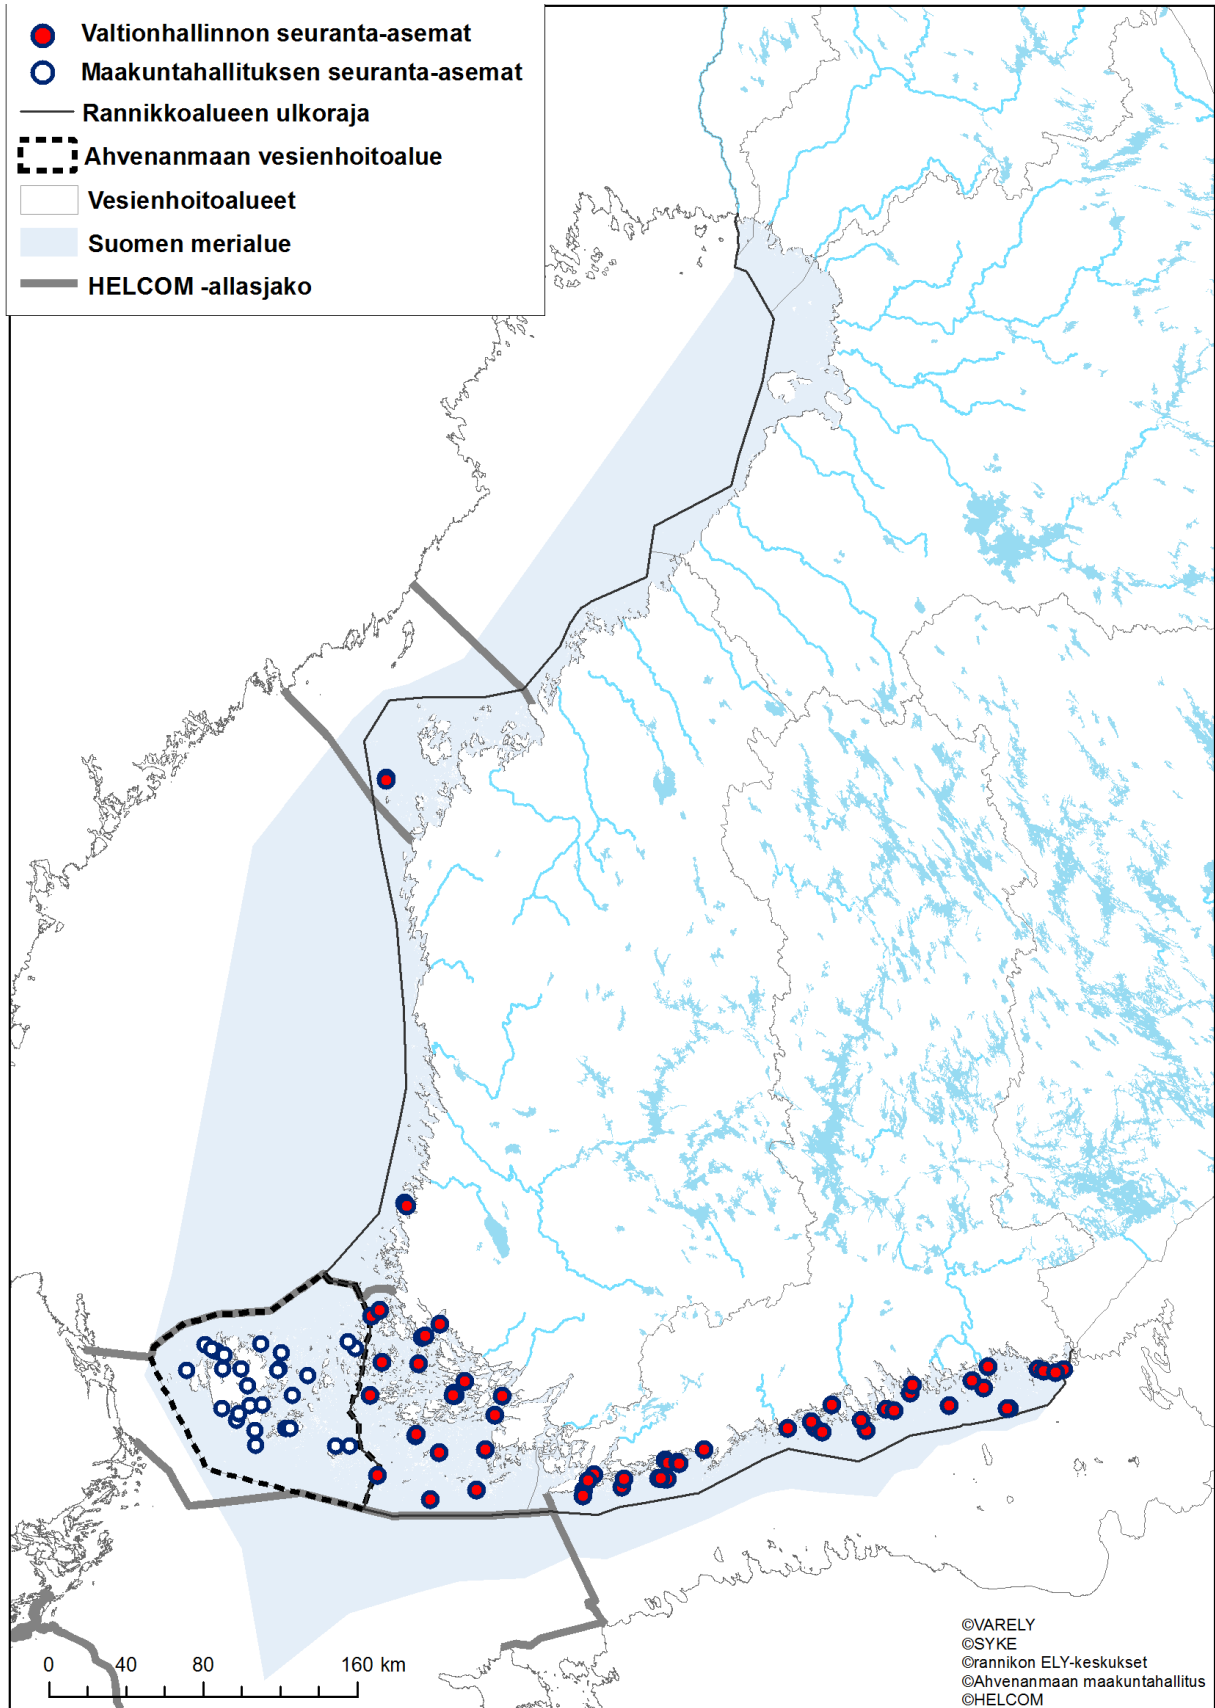 Valtionhallinnon seuranta-asemat
Maakuntahallituksen seuranta-asemat
Rannikkoalueen ulkoraja
Ahvenanmaan vesienhoitoalue
Vesienhoitoalueet
Suomen merialue
HELCOM -allasjako
0 40 80 160 km
©VARELY
©SYKE
©rannikon ELY-keskukset
©Ahvenanmaan maakuntahallitus
©HELCOM